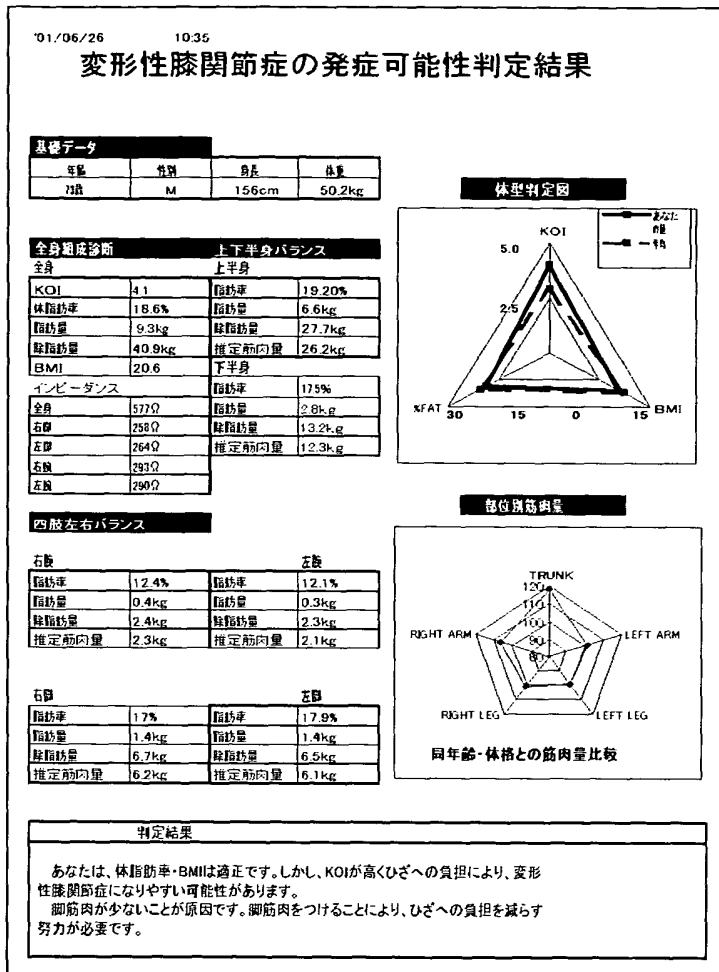 '01/06/26 10:35
変形性膝関節症の発症可能性判定結果
基礎データ
年齢 性別 身長 体重
M 156cm 50.2kg
体型判定図
KOI
あなた
5.0
2.5
%FAT 30 15 0 15 BMI
全身組成診断 上下半身バランス
全身 上半身
KOI 4.1 脂肪率 19.20%
体脂肪率 18.6% 脂肪量 6.6kg
脂肪量 9.3kg 除脂肪量 27.7kg
除脂肪量 40.9kg 推定筋肉量 26.2kg
BMI 20.6 下半身
インピーダンス 脂肪率 17.5%
全身 577Ω 脂肪量 2.8kg
右脚 258Ω 除脂肪量 13.2kg
左脚 264Ω 推定筋肉量 12.3kg
右腕 293Ω
左腕 290Ω
四肢左右バランス
右腕 左腕
脂肪率 12.4% 脂肪率 12.1%
脂肪量 0.4kg 脂肪量 0.3kg
除脂肪量 2.4kg 除脂肪量 2.3kg
推定筋肉量 2.3kg 推定筋肉量 2.1kg
右脚 左脚
脂肪率 17% 脂肪率 17.9%
脂肪量 1.4kg 脂肪量 1.4kg
除脂肪量 6.7kg 除脂肪量 6.5kg
推定筋肉量 6.2kg 推定筋肉量 6.1kg
部位別筋肉量
TRUNK
120
110
100
90
80
RIGHT ARM LEFT ARM
RIGHT LEG LEFT LEG
同年齢・体格との筋肉量比較
判定結果
あなたは、体脂肪率・BMIは適正です。しかし、KOIが高くひざへの負担により、変形
性膝関節症になりやすい可能性があります。
脚筋肉が少ないことが原因です。脚筋肉をつけることにより、ひざへの負担を減らす
努力が必要です。